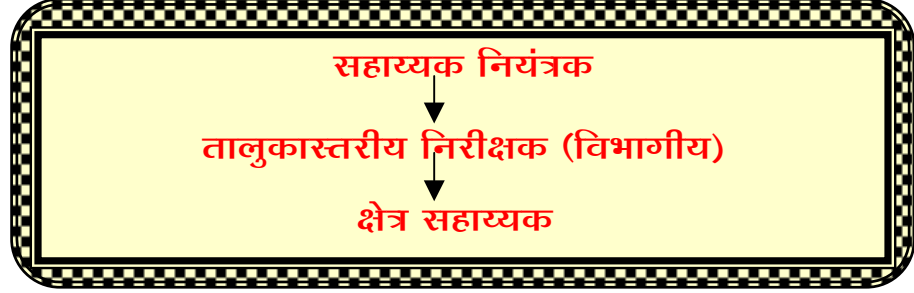 सहाय्यक नियंत्रक
तालुकास्तरीय निरीक्षक (विभागीय)
क्षेत्र सहाय्यक